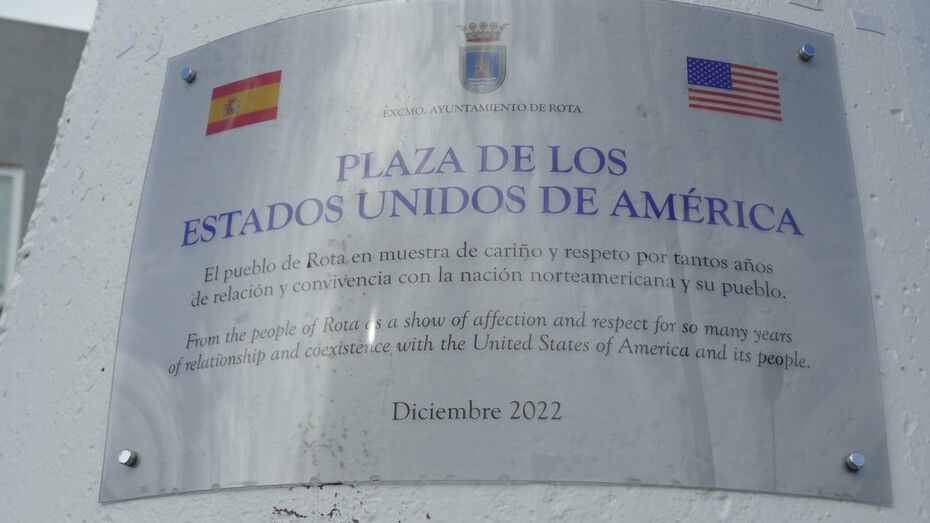 EXCMO. AYUNTAMIENTO DE ROTA
PLAZA DE LOS
ESTADOS UNIDOS DE AMÉRICA
El pueblo de Rota en muestra de cariño y respeto por tantos años
de relación y convivencia con la nación norteamericana y su pueblo.
From the people of Rota as a show of affection and respect for so many years
of relationship and coexistence with the United States of America and its people.
Diciembre 2022